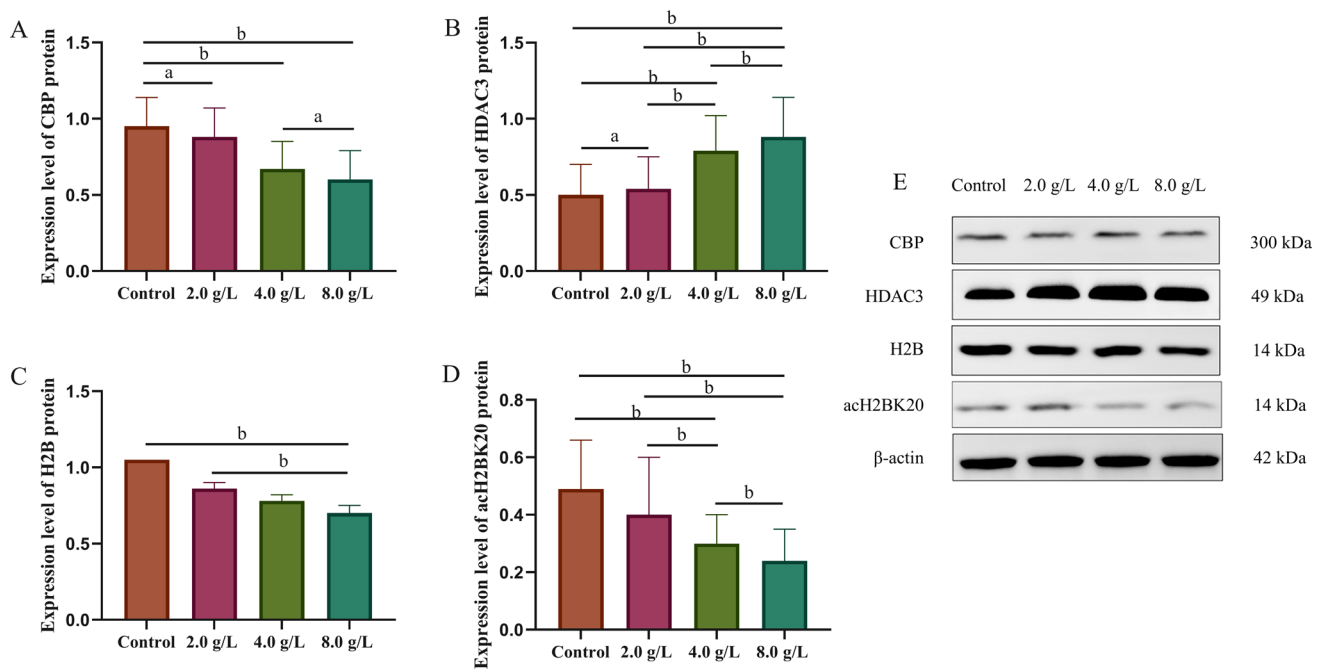 A
Expression level of CBP protein
1.5
1.0
0.5
0.0
b
b
a
a
Control 2.0 g/L 4.0 g/L 8.0 g/L
B
Expression level of HDAC3 protein
1.5
1.0
0.5
0.0
b
b
b
b
b
a
Control 2.0 g/L 4.0 g/L 8.0 g/L
C
Expression level of H2B protein
1.5
1.0
0.5
0.0
b
b
Control 2.0 g/L 4.0 g/L 8.0 g/L
D
Expression level of acH2BK20 protein
0.8
0.6
0.4
0.2
0.0
b
b
b
b
b
Control 2.0 g/L 4.0 g/L 8.0 g/L
E
Control 2.0 g/L 4.0 g/L 8.0 g/L
CBP 300 kDa
HDAC3 49 kDa
H2B 14 kDa
acH2BK20 14 kDa
β-actin 42 kDa